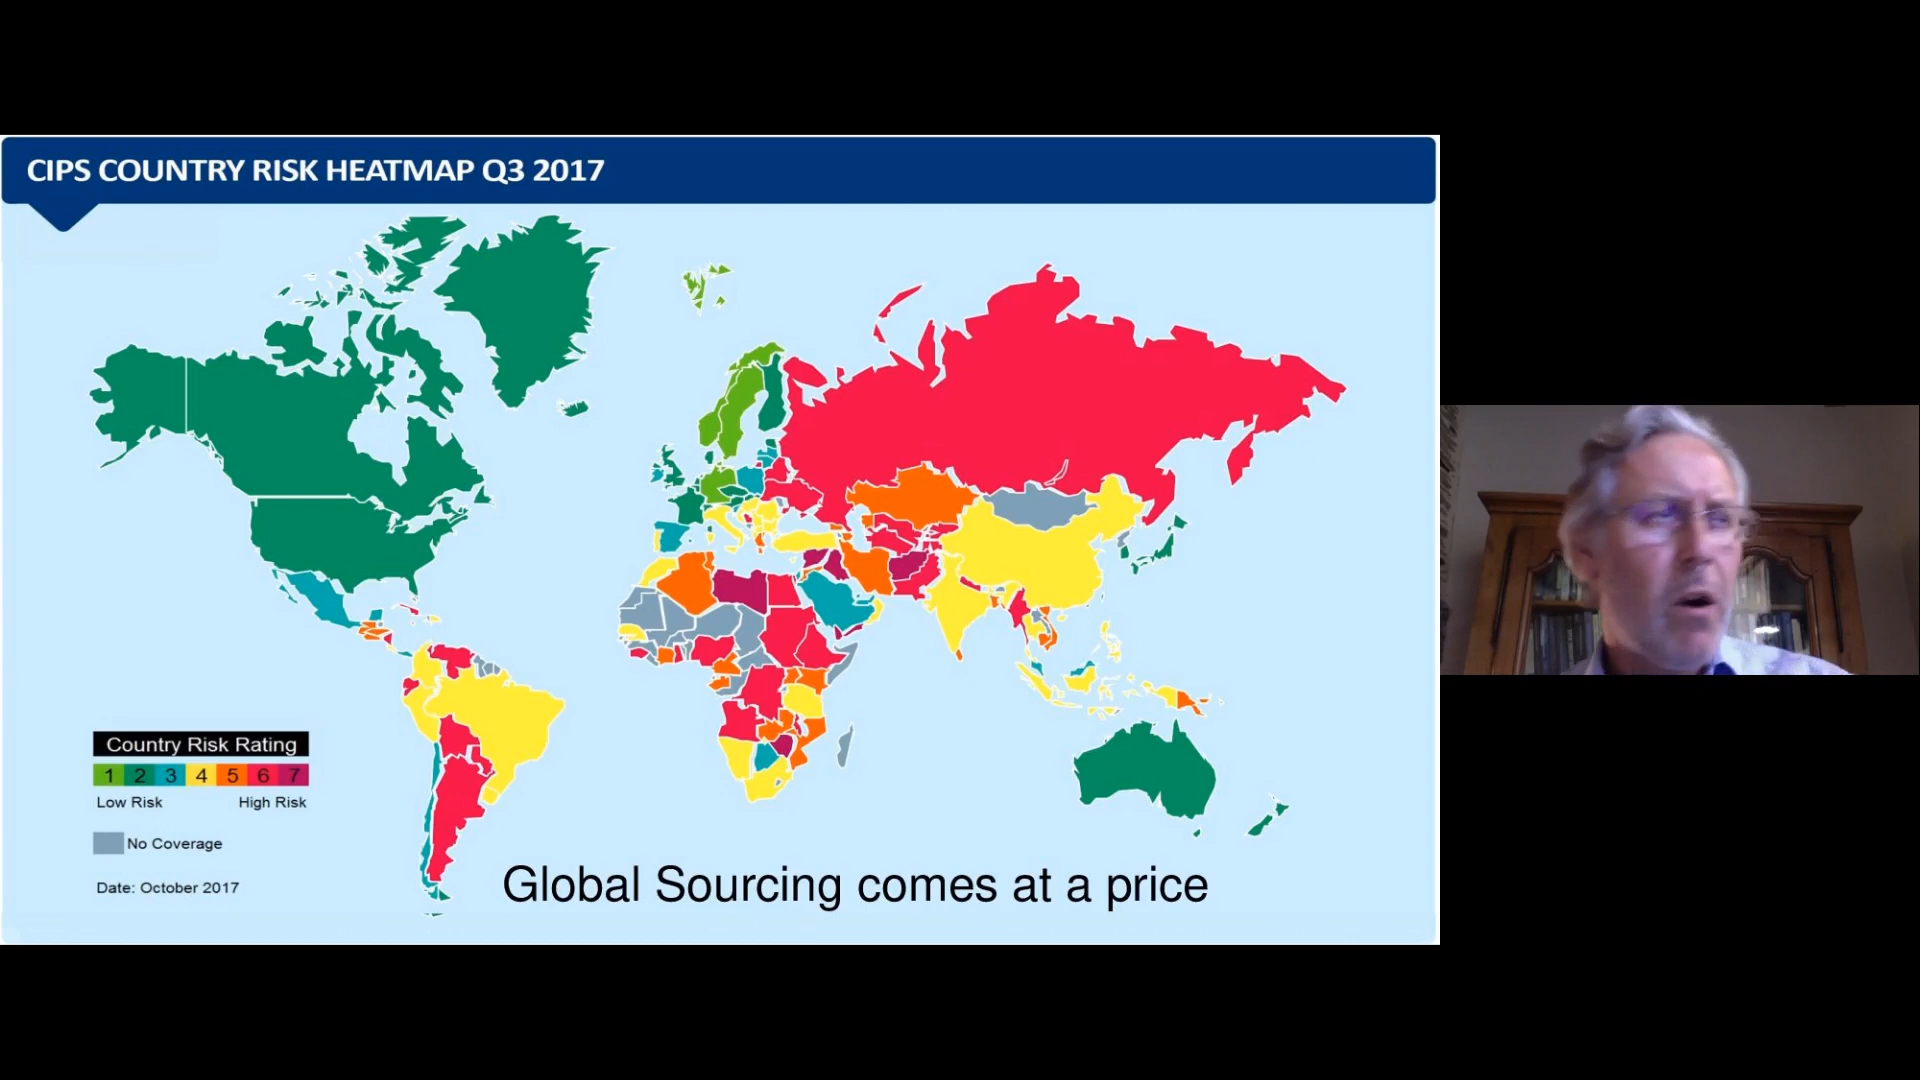 CIPS COUNTRY RISK HEATMAP Q3 2017
Country Risk Rating
1 2 3 4 5 6 7
Low Risk High Risk
No Coverage
Date: October 2017
Global Sourcing comes at a price